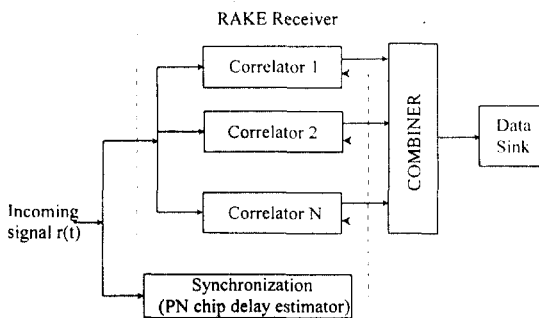 RAKE Receiver
Correlator 1
Correlator 2
Correlator N
COMBINER
Data
Sink
Incoming
signal r(t)
Synchronization
(PN chip delay estimator)